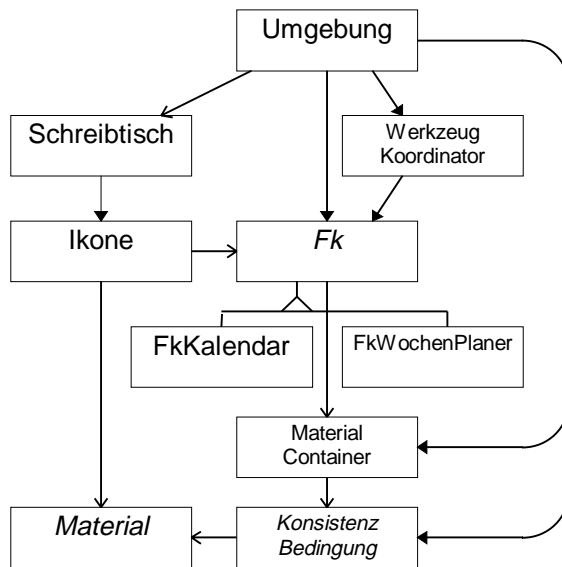 Umgebung
Schreibtisch
Werkzeug
Koordinator
Ikone
Fk
FkKalendar
FkWochenPlaner
Material
Container
Material
Konsistenz
Bedingung